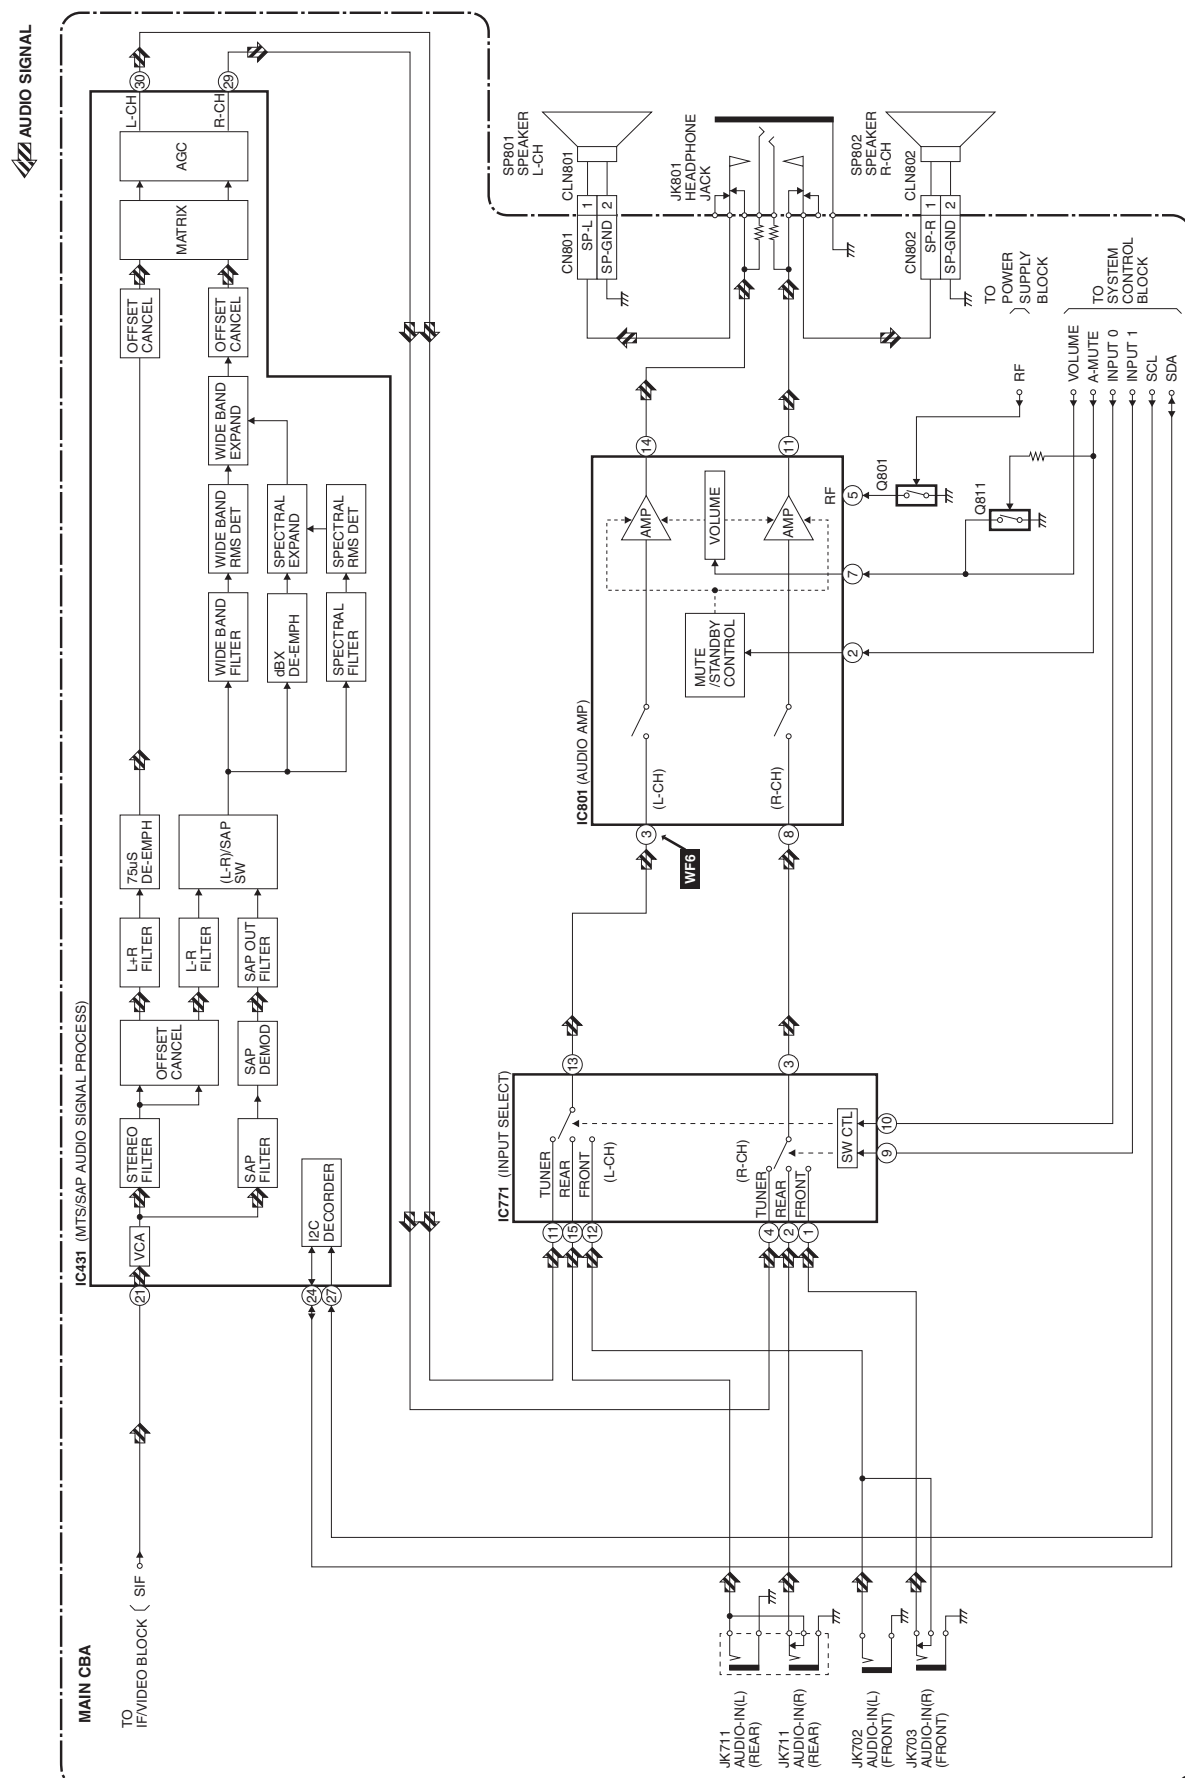 AUDIO SIGNAL
MAIN CBA
TO
IF/VIDEO BLOCK
SIF
IC431 (MTS/SAP AUDIO SIGNAL PROCESS)
21
VCA
STEREO
FILTER
SAP
FILTER
OFFSET
CANCEL
SAP
DEMOD
L+R
FILTER
L-R
FILTER
SAP OUT
FILTER
75uS
DE-EMPH
(L-R)/SAP
SW
WIDE BAND
FILTER
dBX
DE-EMPH
SPECTRAL
FILTER
WIDE BAND
RMS DET
SPECTRAL
EXPAND
SPECTRAL
RMS DET
WIDE BAND
EXPAND
OFFSET
CANCEL
OFFSET
CANCEL
MATRIX
AGC
L-CH
R-CH
30
29
24
27
I2C
DECORDER
IC771 (INPUT SELECT)
11
15
12
TUNER
REAR
FRONT
(L-CH)
13
4
2
1
TUNER
REAR
FRONT
(R-CH)
3
SW CTL
10
9
IC801 (AUDIO AMP)
3
WF6
8
(L-CH)
(R-CH)
MUTE
/STANDBY
CONTROL
VOLUME
AMP
AMP
14
11
RF
5
7
2
Q801
Q811
SP801
SPEAKER
L-CH
CN801
CLN801
SP-L
1
SP-GND
2
JK801
HEADPHONE
JACK
SP802
SPEAKER
R-CH
CN802
CLN802
SP-R
1
SP-GND
2
TO
POWER
SUPPLY
BLOCK
RF
TO
SYSTEM
CONTROL
BLOCK
VOLUME
A-MUTE
INPUT 0
INPUT 1
SCL
SDA
JK711
AUDIO-IN(L)
(REAR)
JK711
AUDIO-IN(R)
(REAR)
JK702
AUDIO-IN(L)
(FRONT)
JK703
AUDIO-IN(R)
(FRONT)